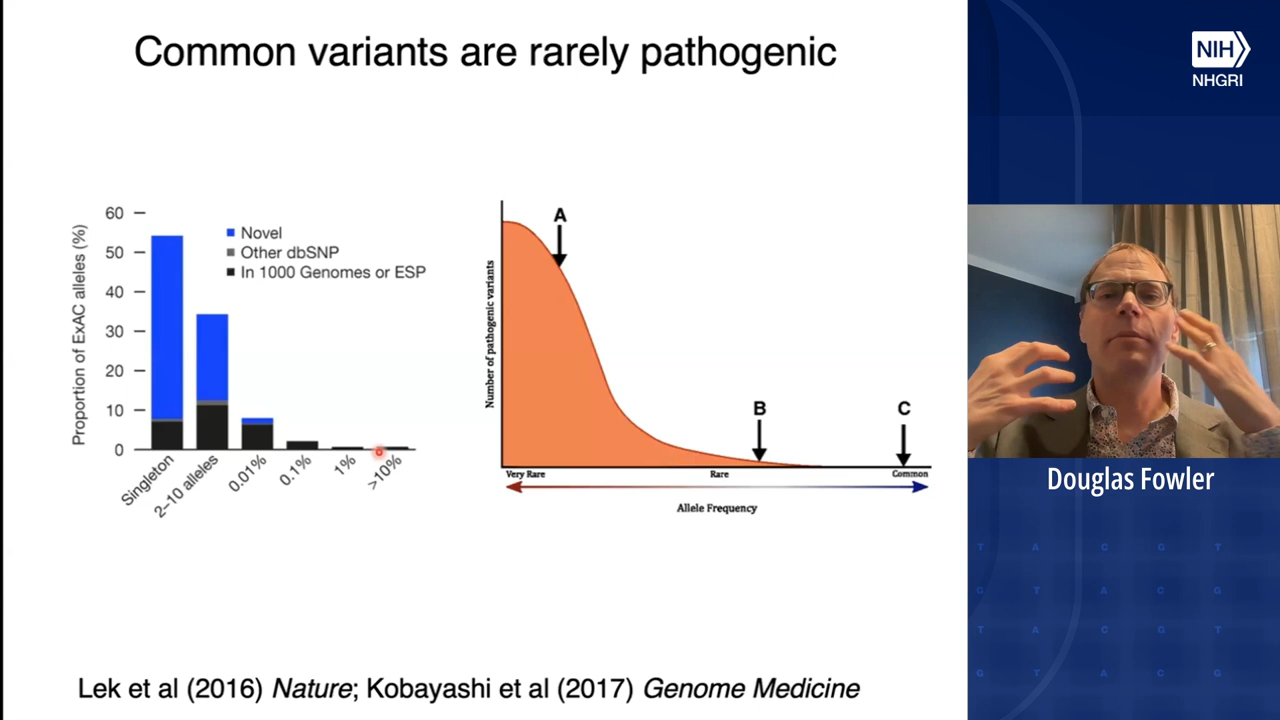 Common variants are rarely pathogenic
NIH
NHGRI
60
50
40
30
20
10
0
Proportion of ExAC alleles (%)
Novel
Other dbSNP
In 1000 Genomes or ESP
Singleton
2–10 alleles
0.01%
0.1%
1%
>10%
Number of pathogenic variants
A
B
C
Very Rare
Rare
Common
Allele Frequency
Douglas Fowler
T A C G T
G T A C G
T A C G T
G T A C G
Lek et al (2016) Nature; Kobayashi et al (2017) Genome Medicine